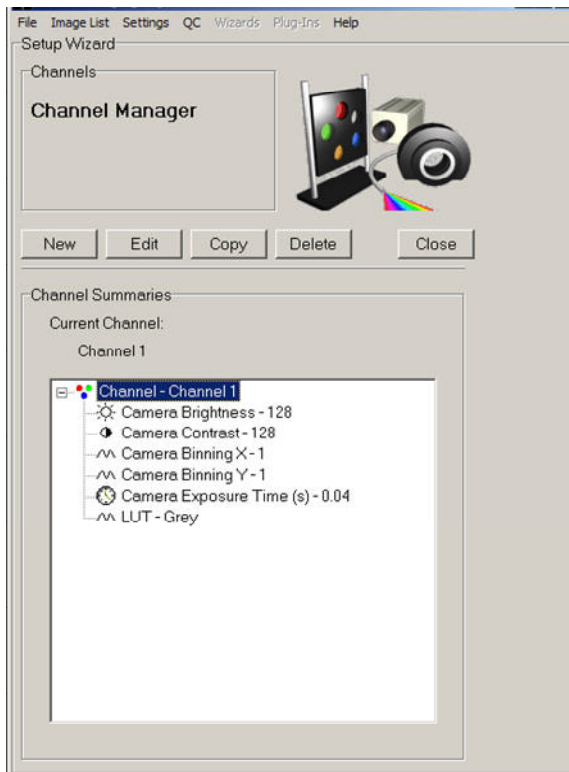 File Image List Settings QC Wizards Plug-Ins Help
Setup Wizard
Channels
Channel Manager
New Edit Copy Delete Close
Channel Summaries
Current Channel:
Channel 1
Channel - Channel 1
Camera Brightness - 128
Camera Contrast - 128
Camera Binning X - 1
Camera Binning Y - 1
Camera Exposure Time (s) - 0.04
LUT - Grey